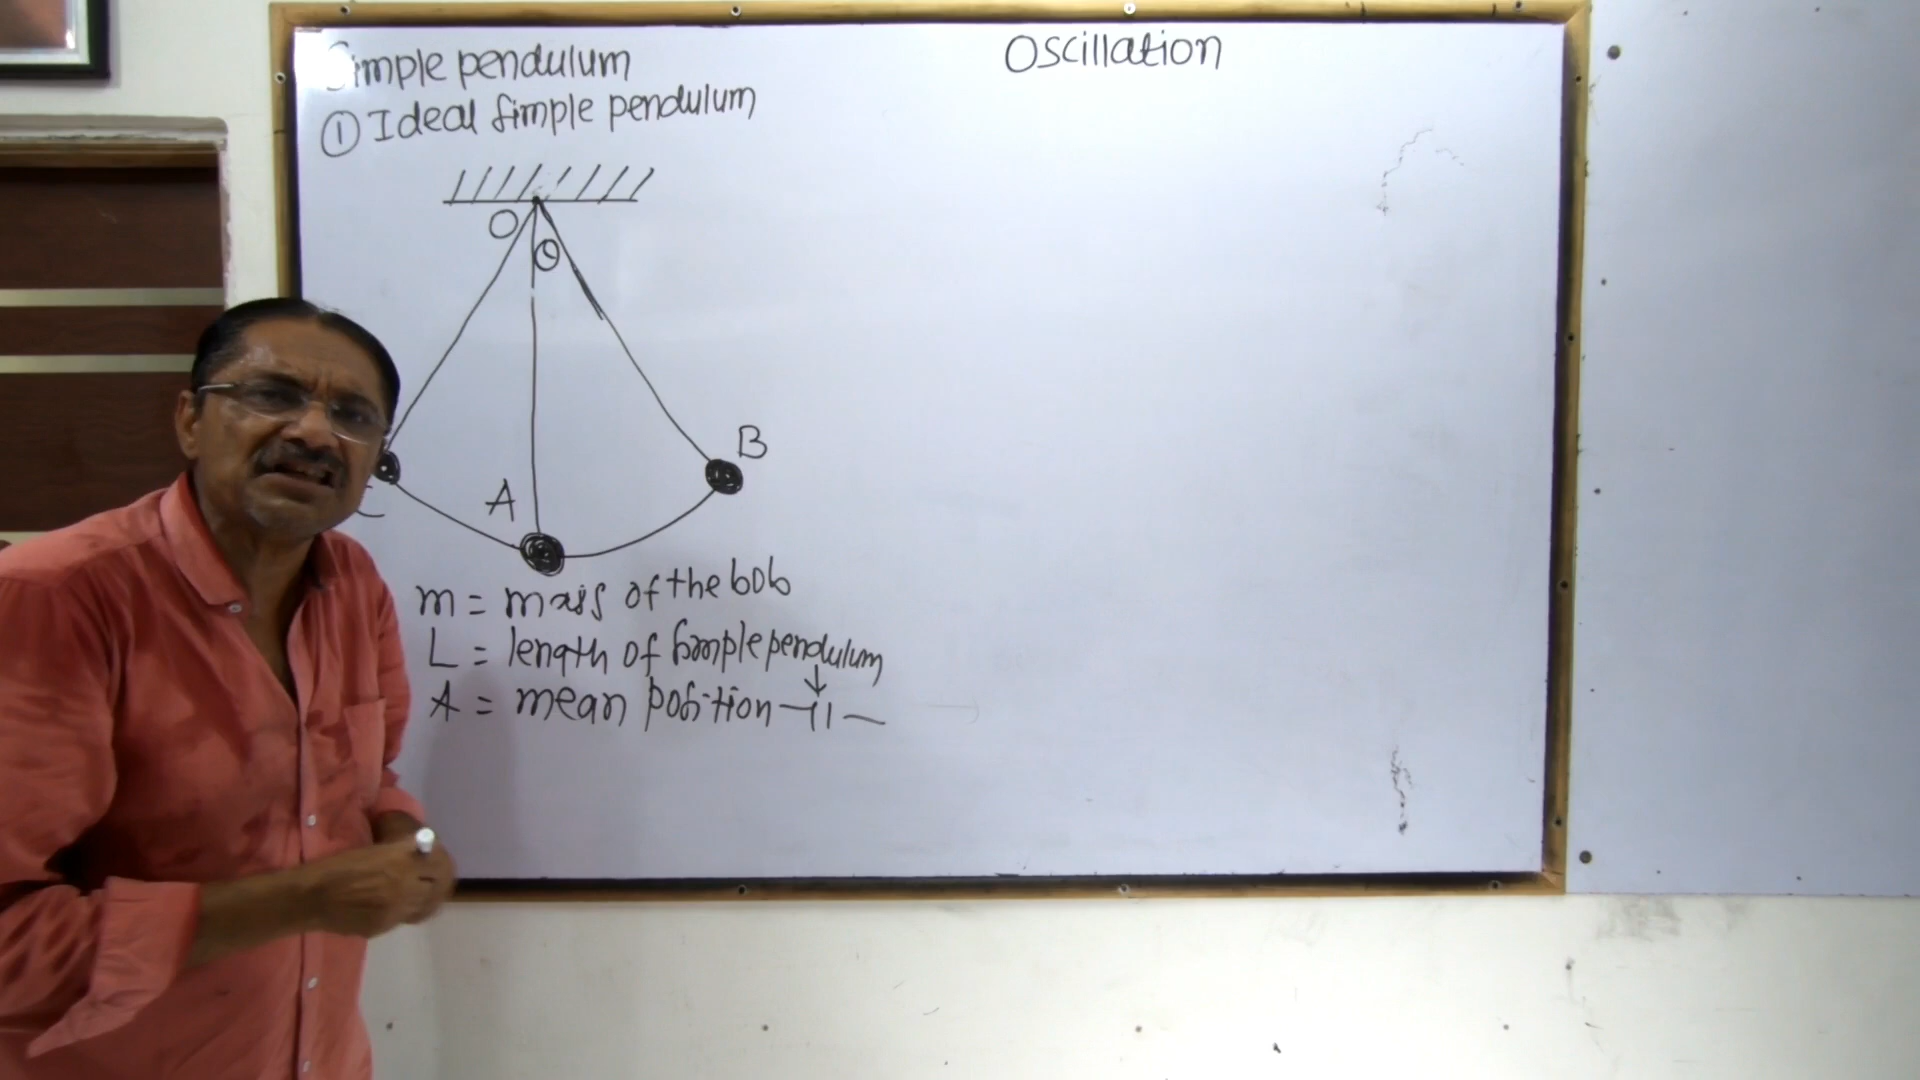 Simple pendulum
Oscillation
① Ideal Simple pendulum
O
θ
B
A
C
m = mass of the bob
L = length of Simple pendulum
A = mean position —〃—